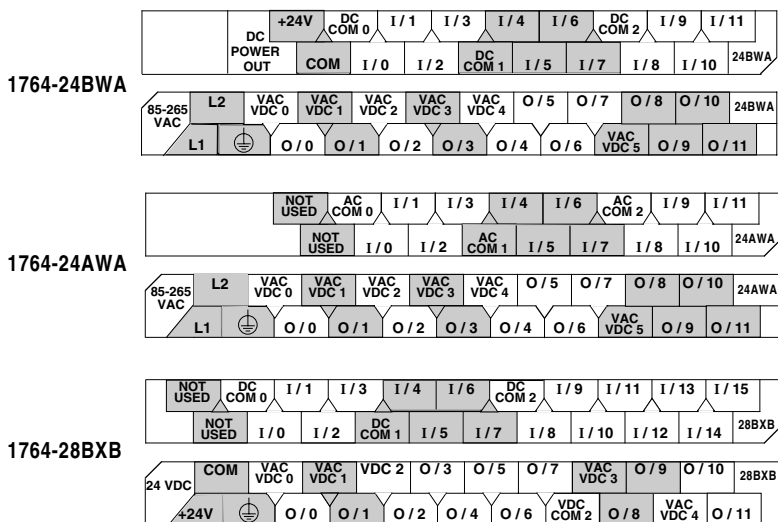 +24V DC COM 0 I / 1 I / 3 I / 4 I / 6 DC COM 2 I / 9 I / 11
DC POWER OUT COM I / 0 I / 2 DC COM 1 I / 5 I / 7 I / 8 I / 10 24BWA
1764-24BWA
85-265 VAC L2 VAC VDC 0 VAC VDC 1 VAC VDC 2 VAC VDC 3 VAC VDC 4 O / 5 O / 7 O / 8 O / 10 24BWA
L1 O / 0 O / 1 O / 2 O / 3 O / 4 O / 6 VAC VDC 5 O / 9 O / 11
NOT USED AC COM 0 I / 1 I / 3 I / 4 I / 6 AC COM 2 I / 9 I / 11
NOT USED I / 0 I / 2 AC COM 1 I / 5 I / 7 I / 8 I / 10 24AWA
1764-24AWA
85-265 VAC L2 VAC VDC 0 VAC VDC 1 VAC VDC 2 VAC VDC 3 VAC VDC 4 O / 5 O / 7 O / 8 O / 10 24AWA
L1 O / 0 O / 1 O / 2 O / 3 O / 4 O / 6 VAC VDC 5 O / 9 O / 11
NOT USED DC COM 0 I / 1 I / 3 I / 4 I / 6 DC COM 2 I / 9 I / 11 I / 13 I / 15
NOT USED I / 0 I / 2 DC COM 1 I / 5 I / 7 I / 8 I / 10 I / 12 I / 14 28BXB
1764-28BXB
24 VDC COM VAC VDC 0 VAC VDC 1 VDC 2 O / 3 O / 5 O / 7 VAC VDC 3 O / 9 O / 10 28BXB
+24V O / 0 O / 1 O / 2 O / 4 O / 6 VDC COM 2 O / 8 VAC VDC 4 O / 11